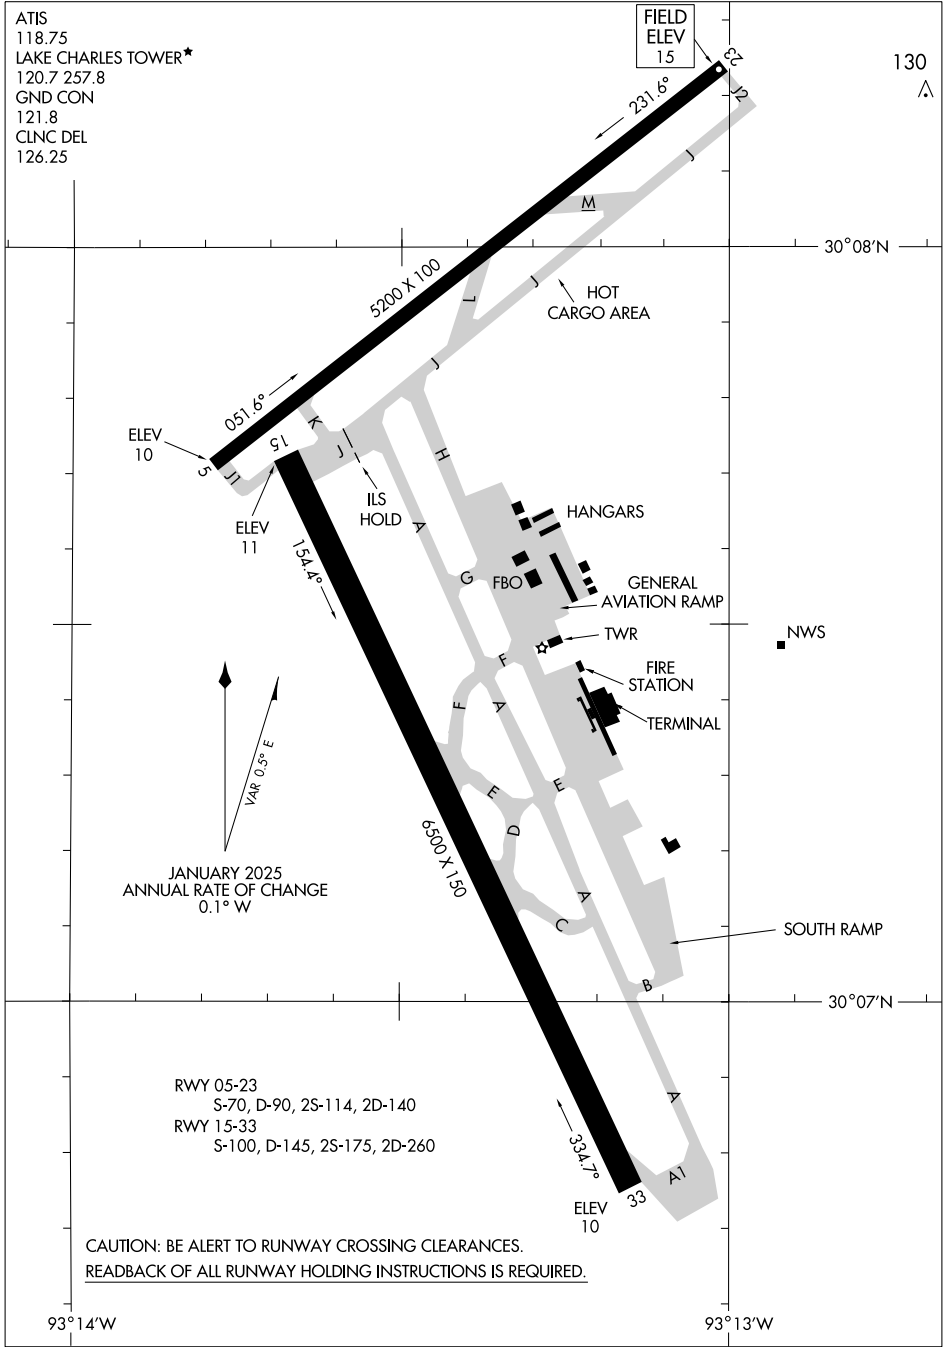 ATIS
118.75
LAKE CHARLES TOWER★
120.7 257.8
GND CON
121.8
CLNC DEL
126.25
FIELD
ELEV
15
23
130
J2
231.6°
J
M
30°08'N
5200 X 100
L
J
HOT
CARGO AREA
J
051.6°
K
ELEV
10
15
J
H
5
J1
ILS
HOLD
ELEV
11
A
HANGARS
154.4°
G
FBO
GENERAL
AVIATION RAMP
TWR
NWS
F
FIRE
STATION
F
A
TERMINAL
VAR 0.5° E
E
E
D
6500 X 150
JANUARY 2025
ANNUAL RATE OF CHANGE
0.1° W
A
C
SOUTH RAMP
B
30°07'N
RWY 05-23
S-70, D-90, 2S-114, 2D-140
RWY 15-33
S-100, D-145, 2S-175, 2D-260
A
334.7°
A1
33
ELEV
10
CAUTION: BE ALERT TO RUNWAY CROSSING CLEARANCES.
READBACK OF ALL RUNWAY HOLDING INSTRUCTIONS IS REQUIRED.
93°14'W
93°13'W